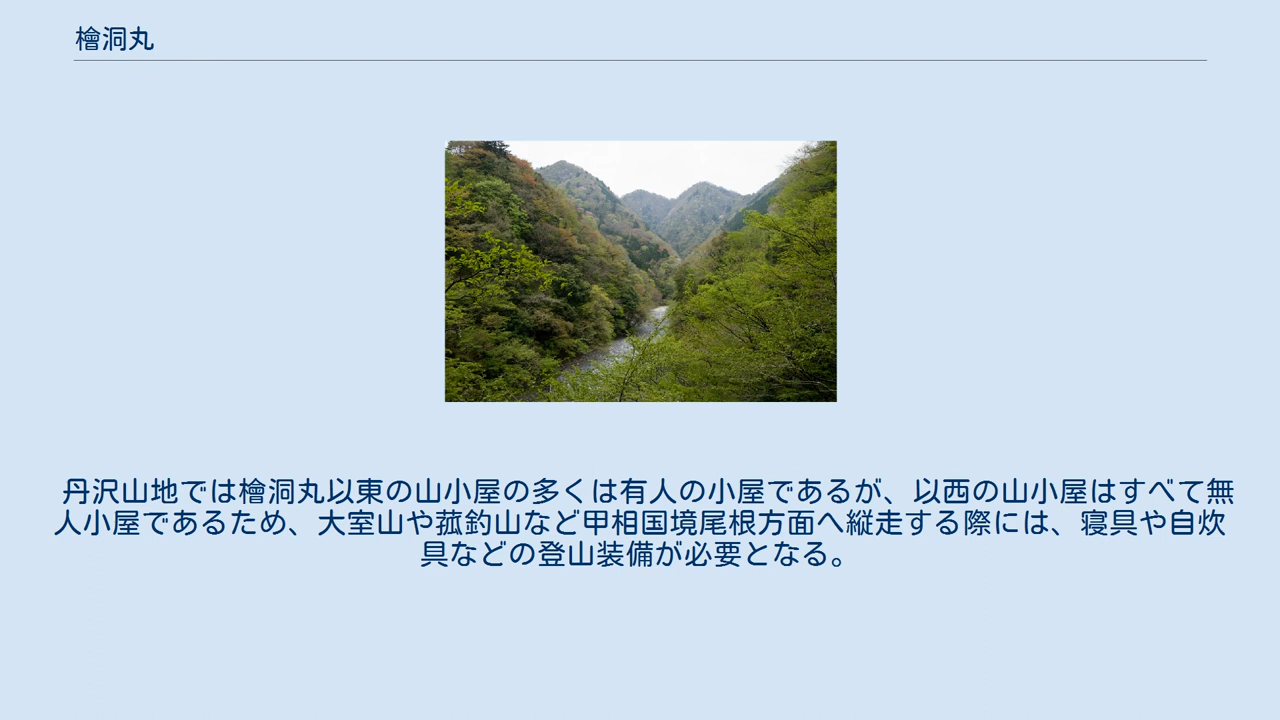 檜洞丸
丹沢山地では檜洞丸以東の山小屋の多くは有人の小屋であるが、以西の山小屋はすべて無
人小屋であるため、大室山や菰釣山など甲相国境尾根方面へ縦走する際には、寝具や自炊
具などの登山装備が必要となる。